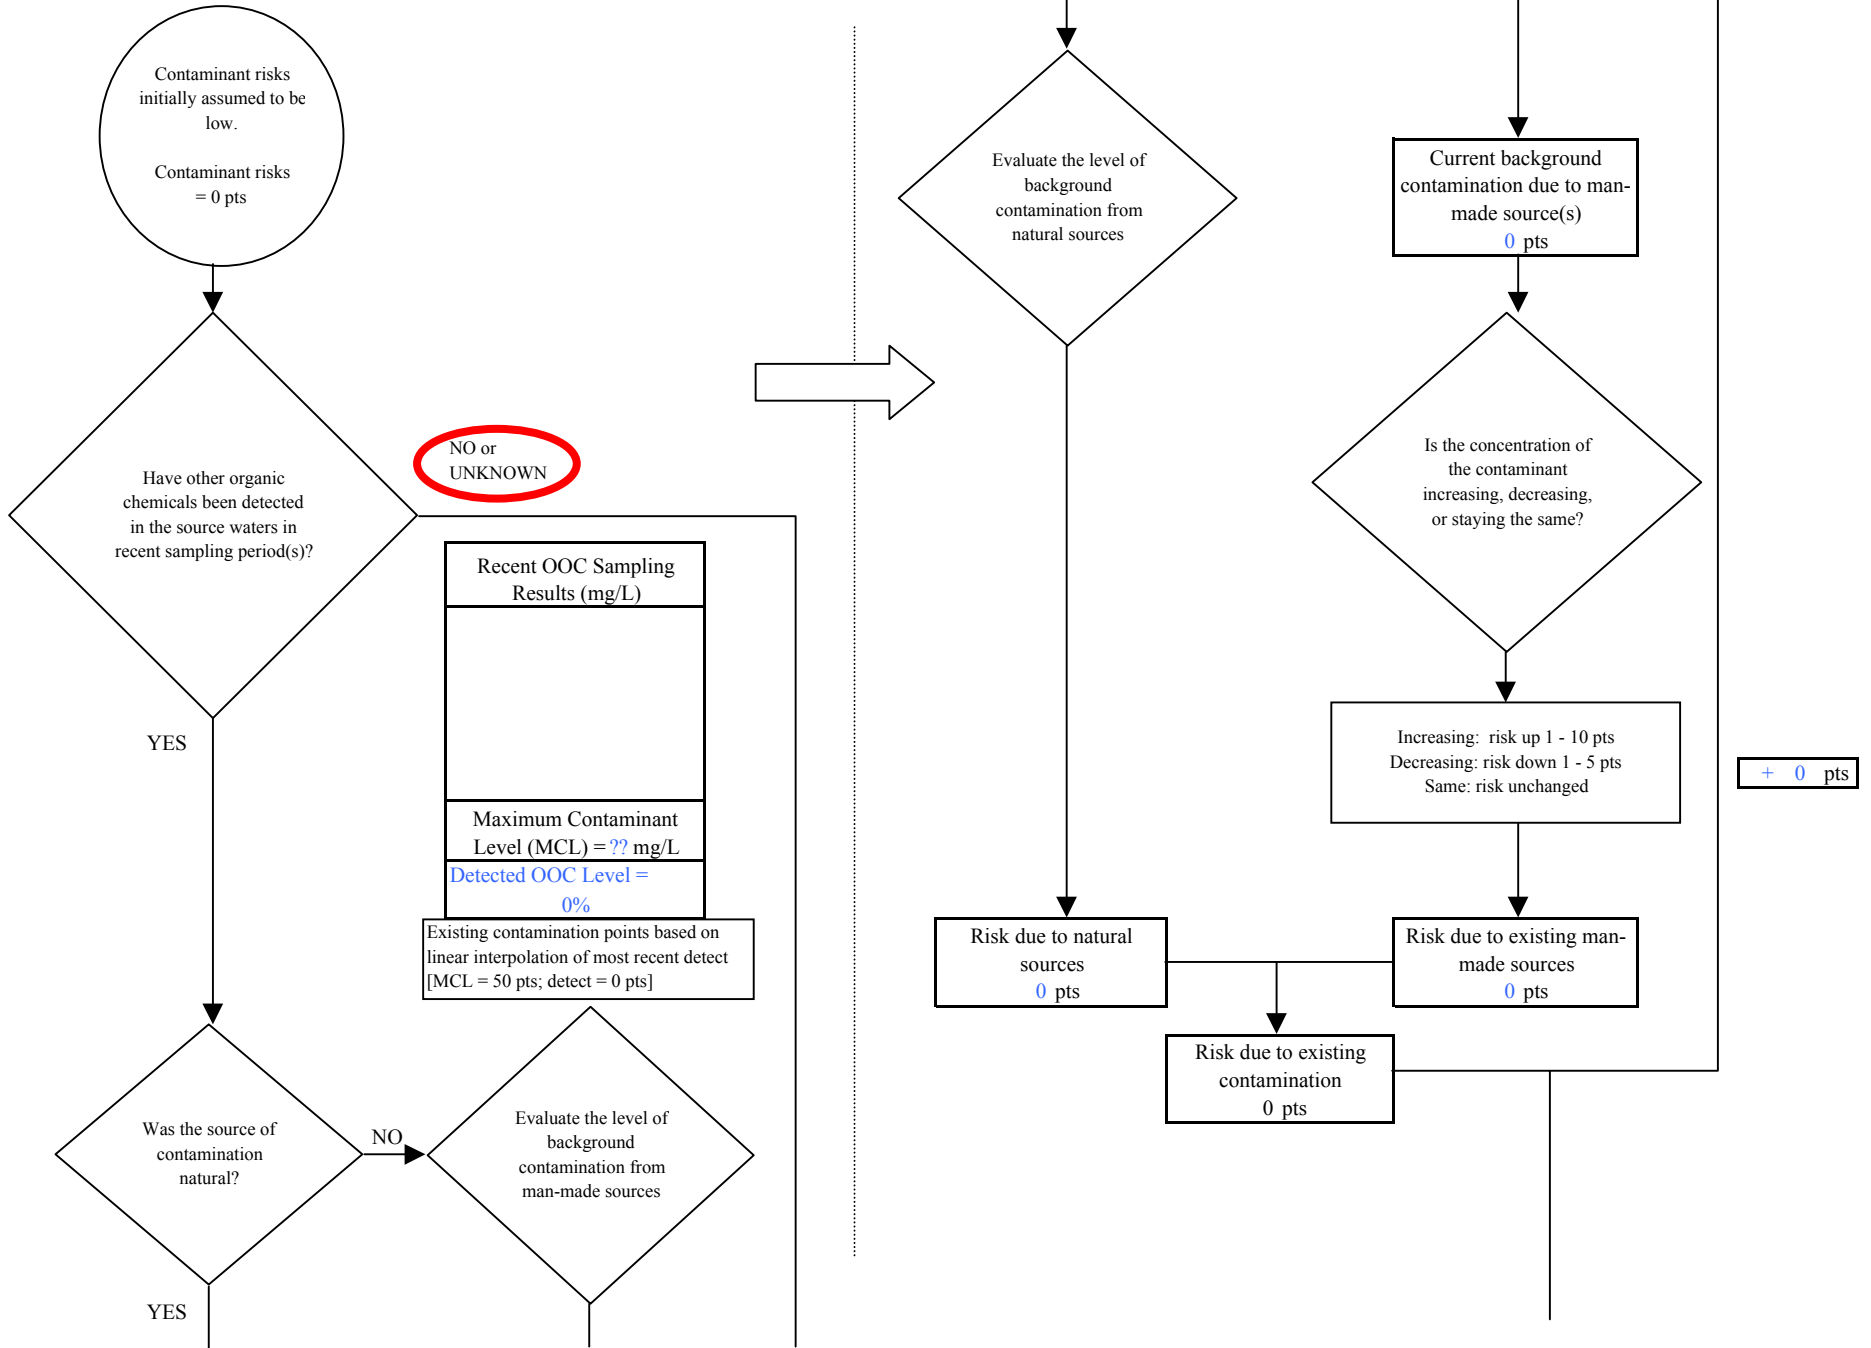 Contaminant risks
initially assumed to be
low.
Contaminant risks
= 0 pts
Have other organic
chemicals been detected
in the source waters in
recent sampling period(s)?
NO or
UNKNOWN
YES
Recent OOC Sampling
Results (mg/L)
Maximum Contaminant
Level (MCL) = ?? mg/L
Detected OOC Level =
0%
Existing contamination points based on
linear interpolation of most recent detect
[MCL = 50 pts; detect = 0 pts]
Was the source of
contamination
natural?
NO
YES
Evaluate the level of
background
contamination from
man-made sources
Evaluate the level of
background
contamination from
natural sources
Current background
contamination due to man-
made source(s)
0 pts
Is the concentration of
the contaminant
increasing, decreasing,
or staying the same?
Increasing: risk up 1 - 10 pts
Decreasing: risk down 1 - 5 pts
Same: risk unchanged
+ 0 pts
Risk due to natural
sources
0 pts
Risk due to existing man-
made sources
0 pts
Risk due to existing
contamination
0 pts